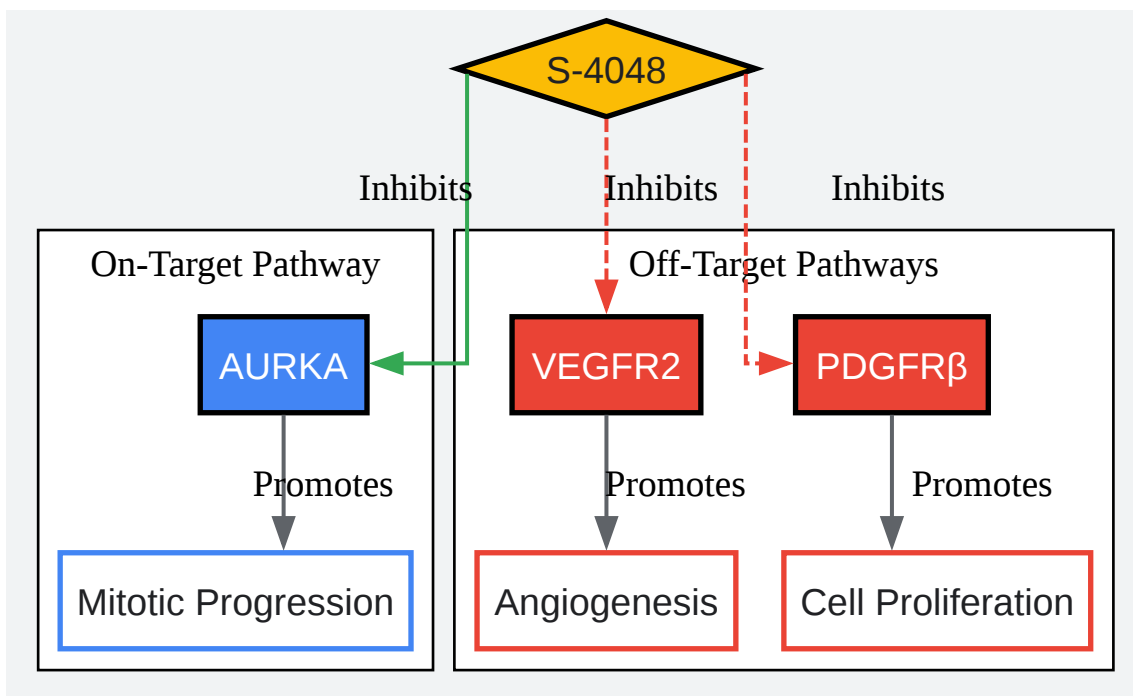 S-4048
Inhibits
Inhibits
Inhibits
On-Target Pathway
Off-Target Pathways
AURKA
VEGFR2
PDGFRβ
Promotes
Promotes
Promotes
Mitotic Progression
Angiogenesis
Cell Proliferation